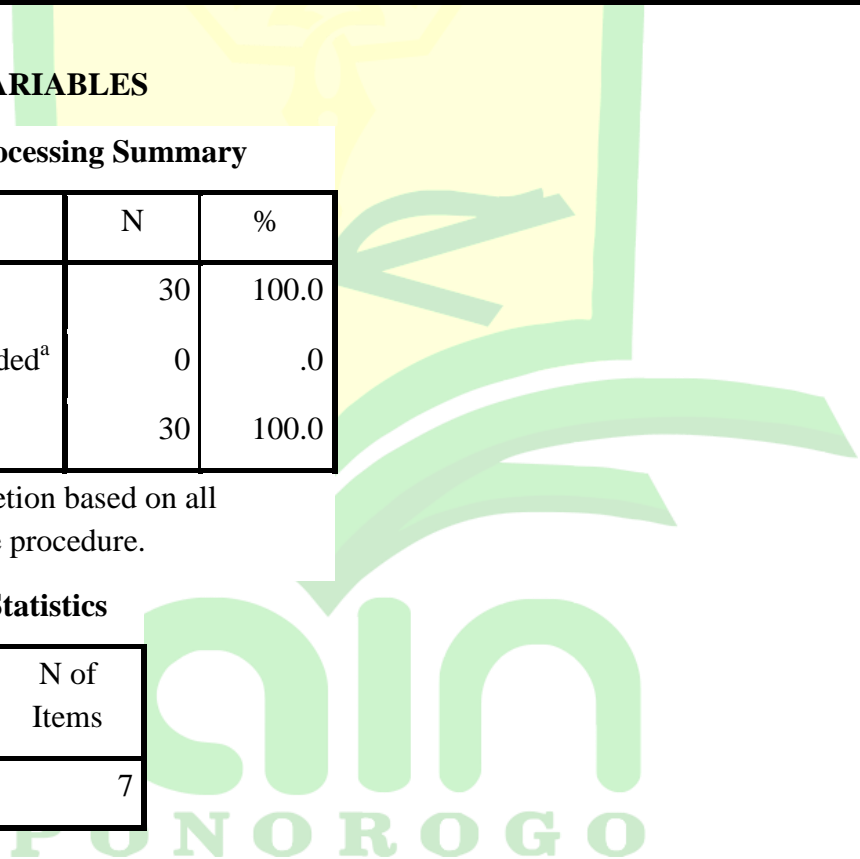 ARIABLES
ocessing Summary
N %
30 100.0
ded^a 0 .0
30 100.0
etion based on all
e procedure.
Statistics
N of
Items
7
ain
PONOROGO